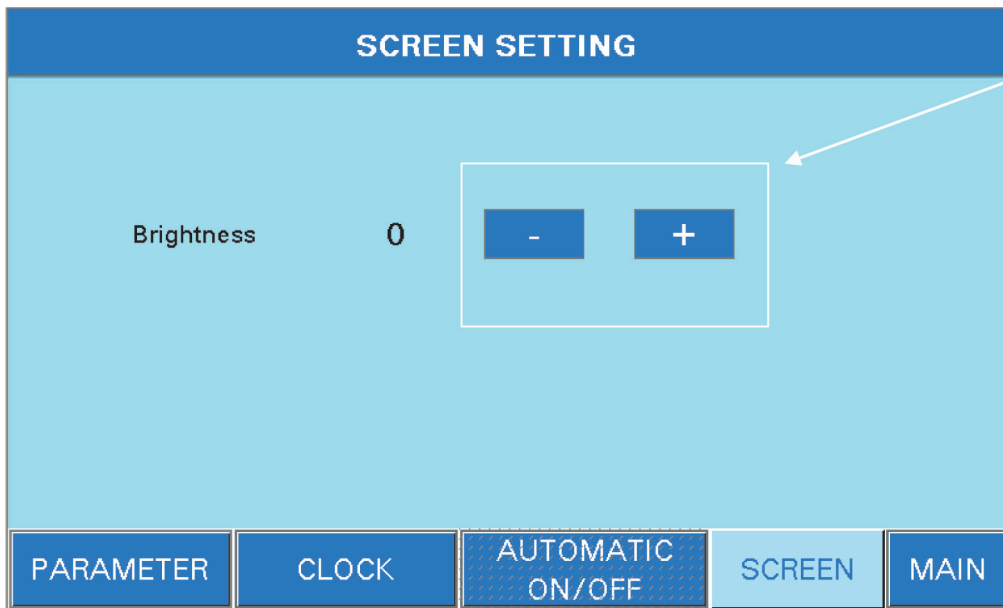 SCREEN SETTING
Brightness 0 - +
PARAMETER CLOCK AUTOMATIC ON/OFF SCREEN MAIN